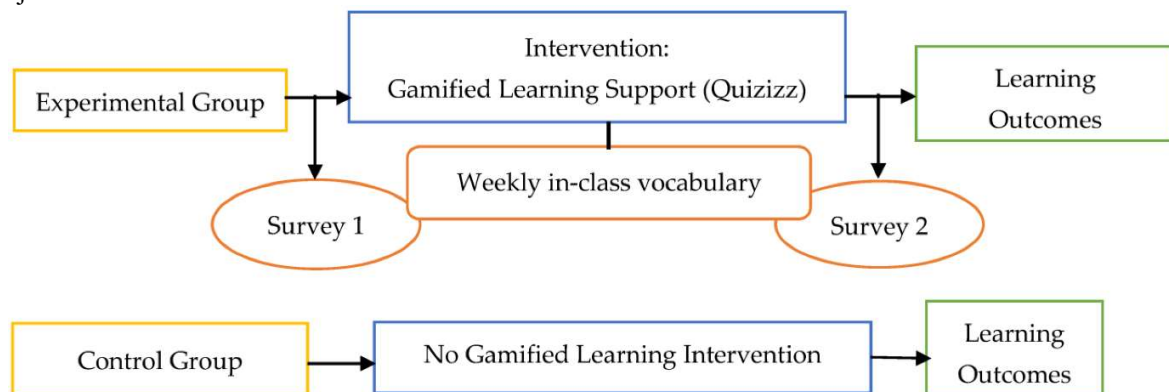 Intervention:
Gamified Learning Support (Quizizz)
Experimental Group
Learning
Outcomes
Weekly in-class vocabulary
Survey 1
Survey 2
Control Group
No Gamified Learning Intervention
Learning
Outcomes